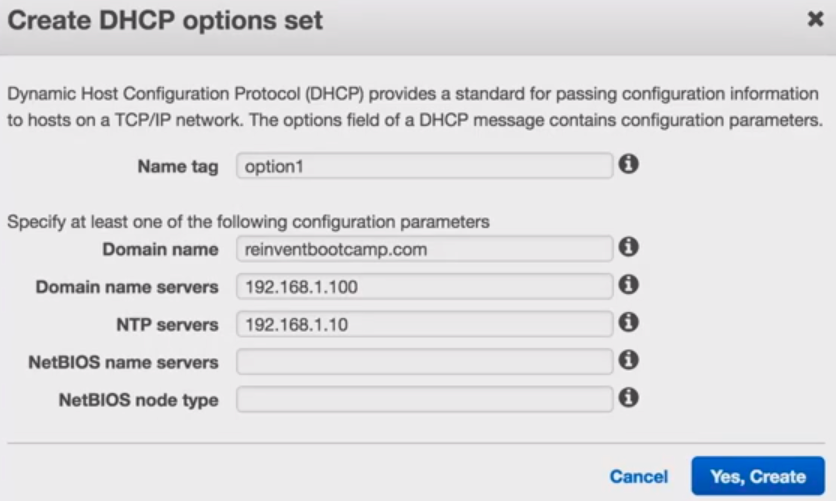 Create DHCP options set
Dynamic Host Configuration Protocol (DHCP) provides a standard for passing configuration information
to hosts on a TCP/IP network. The options field of a DHCP message contains configuration parameters.
Name tag option1
Specify at least one of the following configuration parameters
Domain name reinventbootcamp.com
Domain name servers 192.168.1.100
NTP servers 192.168.1.10
NetBIOS name servers
NetBIOS node type
Cancel Yes, Create